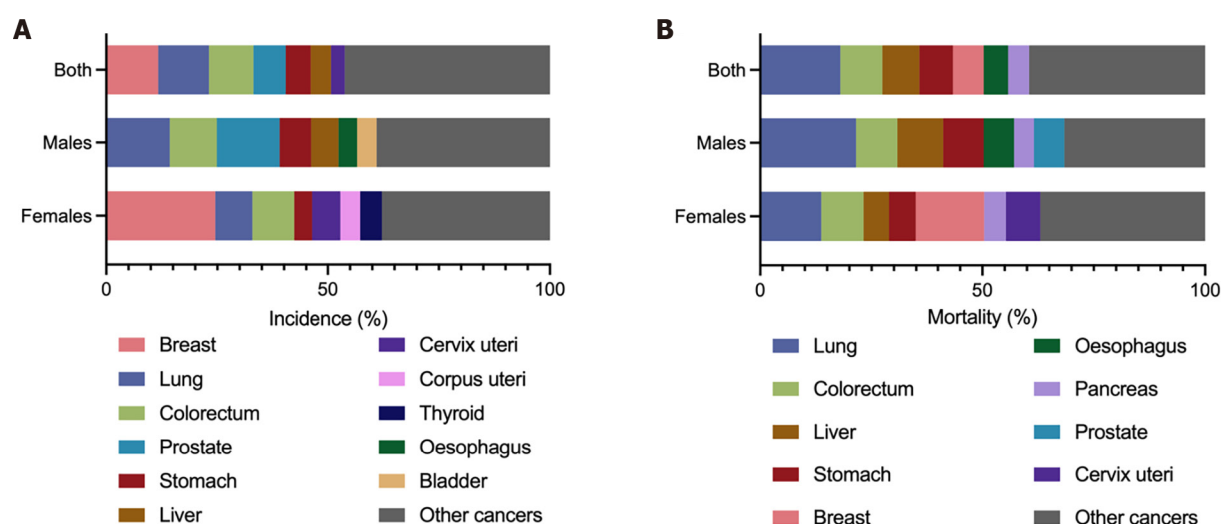 A
Both
Males
Females
0 50 100
Incidence (%)
Breast
Lung
Colorectum
Prostate
Stomach
Liver
Cervix uteri
Corpus uteri
Thyroid
Oesophagus
Bladder
Other cancers
B
Both
Males
Females
0 50 100
Mortality (%)
Lung
Colorectum
Liver
Stomach
Breast
Oesophagus
Pancreas
Prostate
Cervix uteri
Other cancers